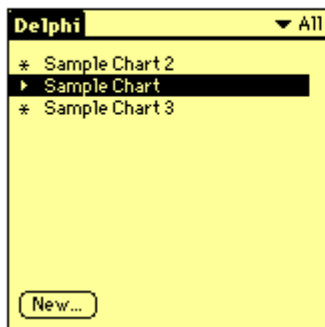 Delphi
All
* Sample Chart 2
Sample Chart
* Sample Chart 3
New...